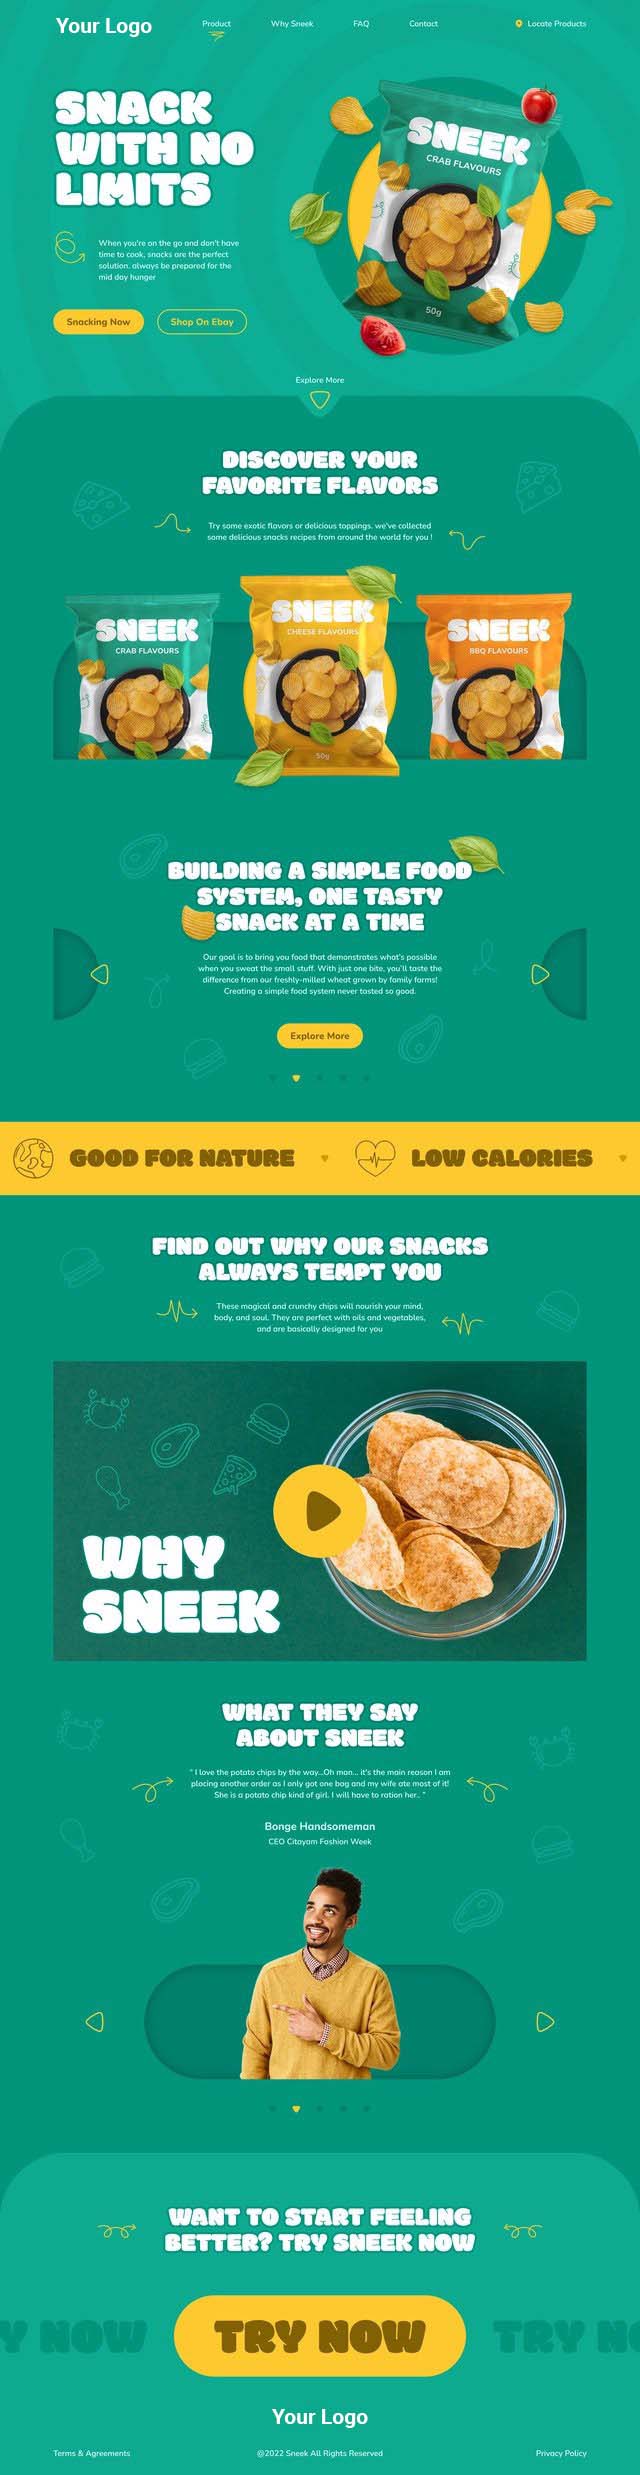 Your Logo
Product
Why Sneek
FAQ
Contact
Locate Products
SNACK
WITH NO
LIMITS
When you're on the go and don't have
time to cook, snacks are the perfect
solution. always be prepared for the
mid day hunger
Snacking Now
Shop On Ebay
SNEEK
CRAB FLAVOURS
50g
Explore More
DISCOVER YOUR
FAVORITE FLAVORS
Try some exotic flavors or delicious toppings. we've collected
some delicious snacks recipes from around the world for you !
SNEEK
CRAB FLAVOURS
SNEEK
CHEESE FLAVOURS
50g
SNEEK
BBQ FLAVOURS
BUILDING A SIMPLE FOOD
SYSTEM, ONE TASTY
SNACK AT A TIME
Our goal is to bring you food that demonstrates what's possible
when you sweat the small stuff. With just one bite, you'll taste the
difference from our freshly-milled wheat grown by family farms!
Creating a simple food system never tasted so good.
Explore More
GOOD FOR NATURE
LOW CALORIES
FIND OUT WHY OUR SNACKS
ALWAYS TEMPT YOU
These magical and crunchy chips will nourish your mind,
body, and soul. They are perfect with oils and vegetables,
and are basically designed for you
WHY
SNEEK
WHAT THEY SAY
ABOUT SNEEK
" I love the potato chips by the way...Oh man... it's the main reason I am
placing another order as I only got one bag and my wife ate most of it!
She is a potato chip kind of girl. I will have to ration her.. "
Bonge Handsomeman
CEO Citayam Fashion Week
WANT TO START FEELING
BETTER? TRY SNEEK NOW
Y NOW
TRY NOW
TRY NO
Your Logo
Terms & Agreements
@2022 Sneek All Rights Reserved
Privacy Policy